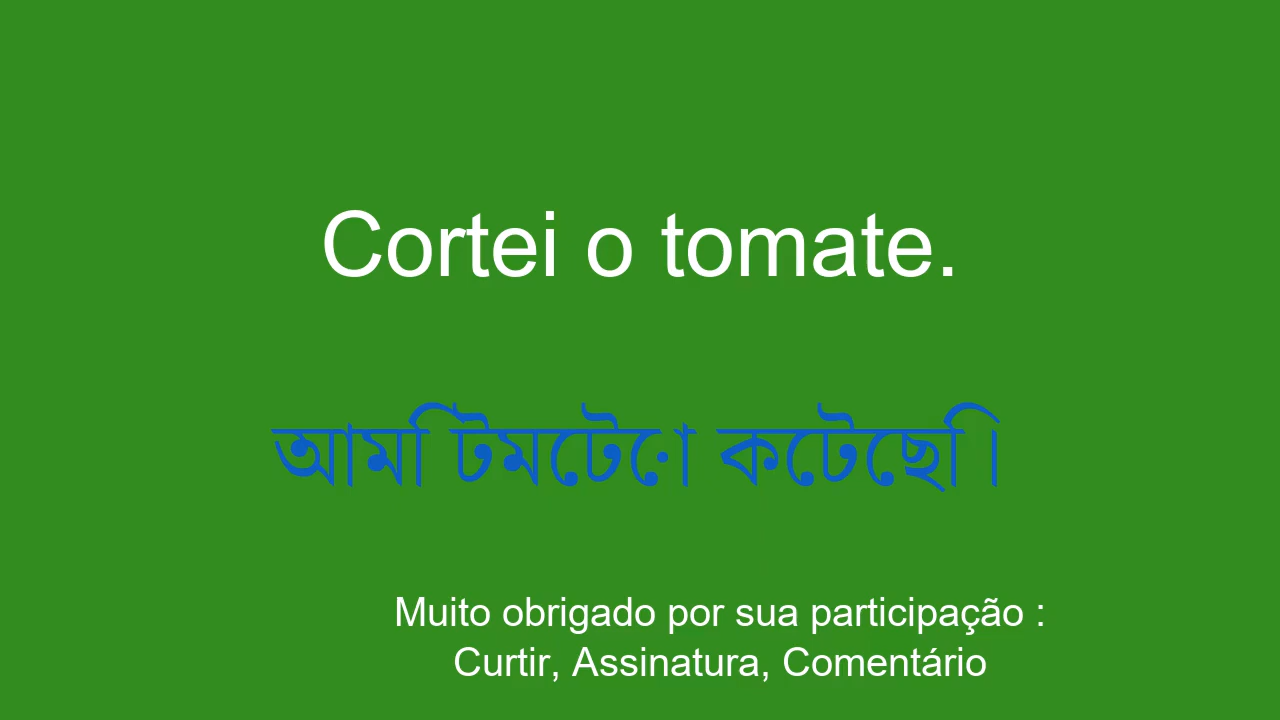 Cortei o tomate.
আমি টমেটো কেটেছি।
Muito obrigado por sua participação :
Curtir, Assinatura, Comentário